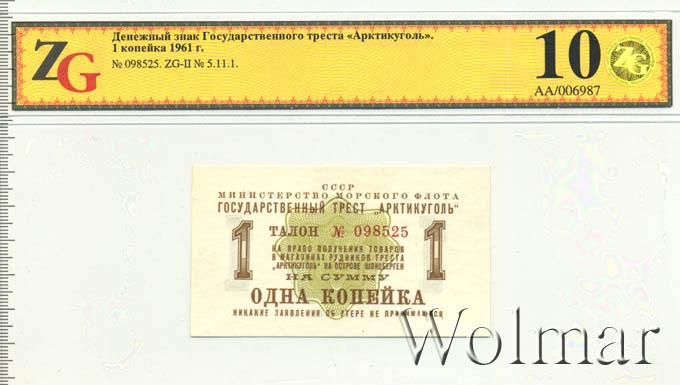 ZG
Денежный знак Государственного треста «Арктикуголь».
1 копейка 1961 г.
№ 098525. ZG-II № 5.11.1.
10
ZG
AA/006987
СССР
МИНИСТЕРСТВО МОРСКОГО ФЛОТА
ГОСУДАРСТВЕННЫЙ ТРЕСТ „АРКТИКУГОЛЬ"
1 ТАЛОН № 098525 1
НА ПРАВО ПОЛУЧЕНИЯ ТОВАРОВ
В МАГАЗИНАХ РУДНИКОВ ТРЕСТА
„АРКТИКУГОЛЬ" НА ОСТРОВЕ ШПИЦБЕРГЕН
НА СУММУ
ОДНА КОПЕЙКА
НИКАКИЕ ЗАЯВЛЕНИЯ ОБ УТЕРЕ НЕ ПРИНИМАЮТСЯ
Wolmar